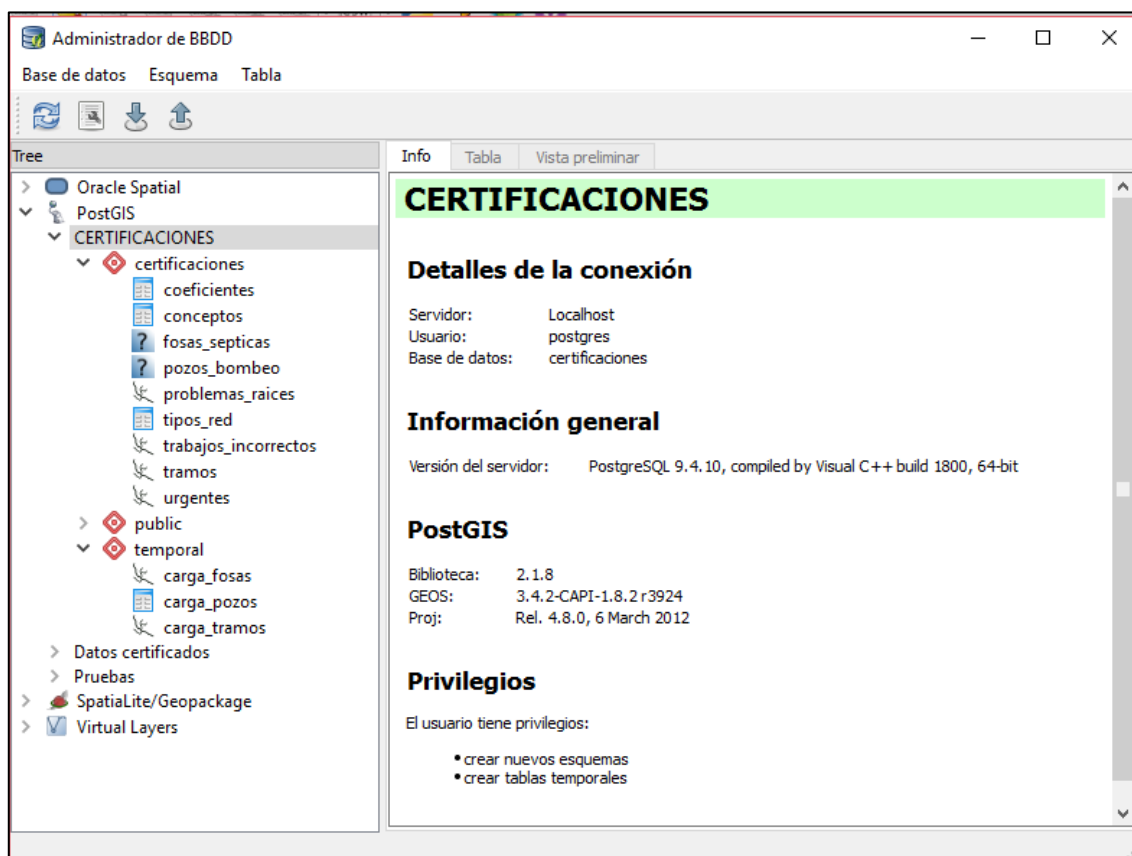 Administrador de BBDD
Base de datos Esquema Tabla
Tree
Oracle Spatial
PostGIS
CERTIFICACIONES
certificaciones
coeficientes
conceptos
fosas_septicas
pozos_bombeo
problemas_raices
tipos_red
trabajos_incorrectos
tramos
urgentes
public
temporal
carga_fosas
carga_pozos
carga_tramos
Datos certificados
Pruebas
SpatiaLite/Geopackage
Virtual Layers
Info Tabla Vista preliminar
CERTIFICACIONES
Detalles de la conexión
Servidor: Localhost
Usuario: postgres
Base de datos: certificaciones
Información general
Versión del servidor: PostgreSQL 9.4.10, compiled by Visual C++ build 1800, 64-bit
PostGIS
Biblioteca: 2.1.8
GEOS: 3.4.2-CAPI-1.8.2 r3924
Proj: Rel. 4.8.0, 6 March 2012
Privilegios
El usuario tiene privilegios:
• crear nuevos esquemas
• crear tablas temporales